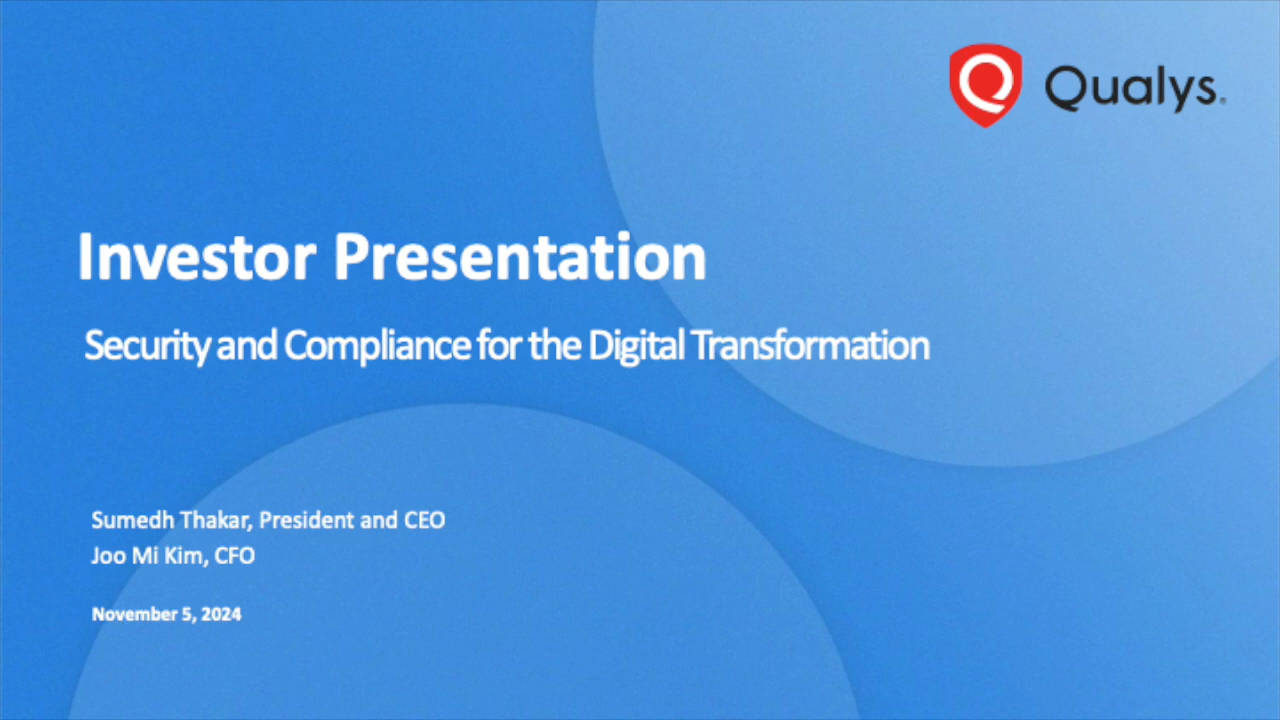 Qualys.
Investor Presentation
Security and Compliance for the Digital Transformation
Sumedh Thakar, President and CEO
Joo Mi Kim, CFO
November 5, 2024